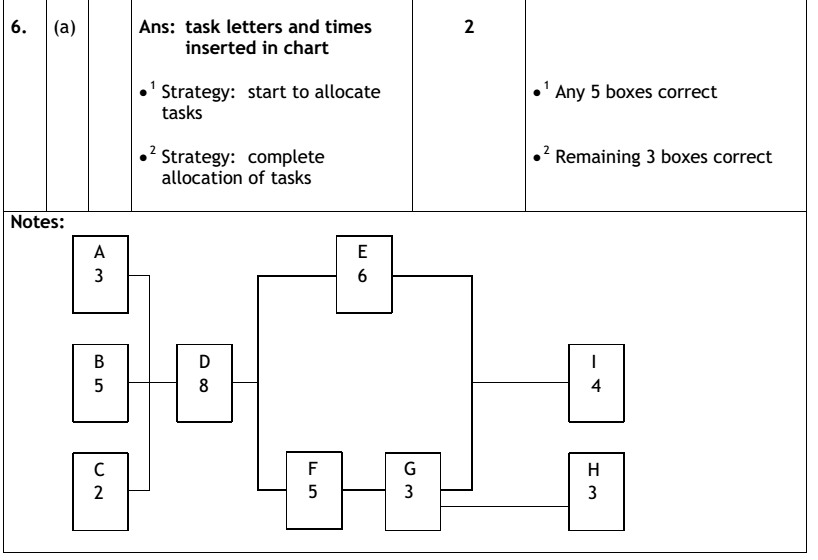 6. (a) Ans: task letters and times 2
inserted in chart
•1 Strategy: start to allocate •1 Any 5 boxes correct
tasks
•2 Strategy: complete •2 Remaining 3 boxes correct
allocation of tasks
Notes:
A E
3 6
B D I
5 8 4
C F G H
2 5 3 3